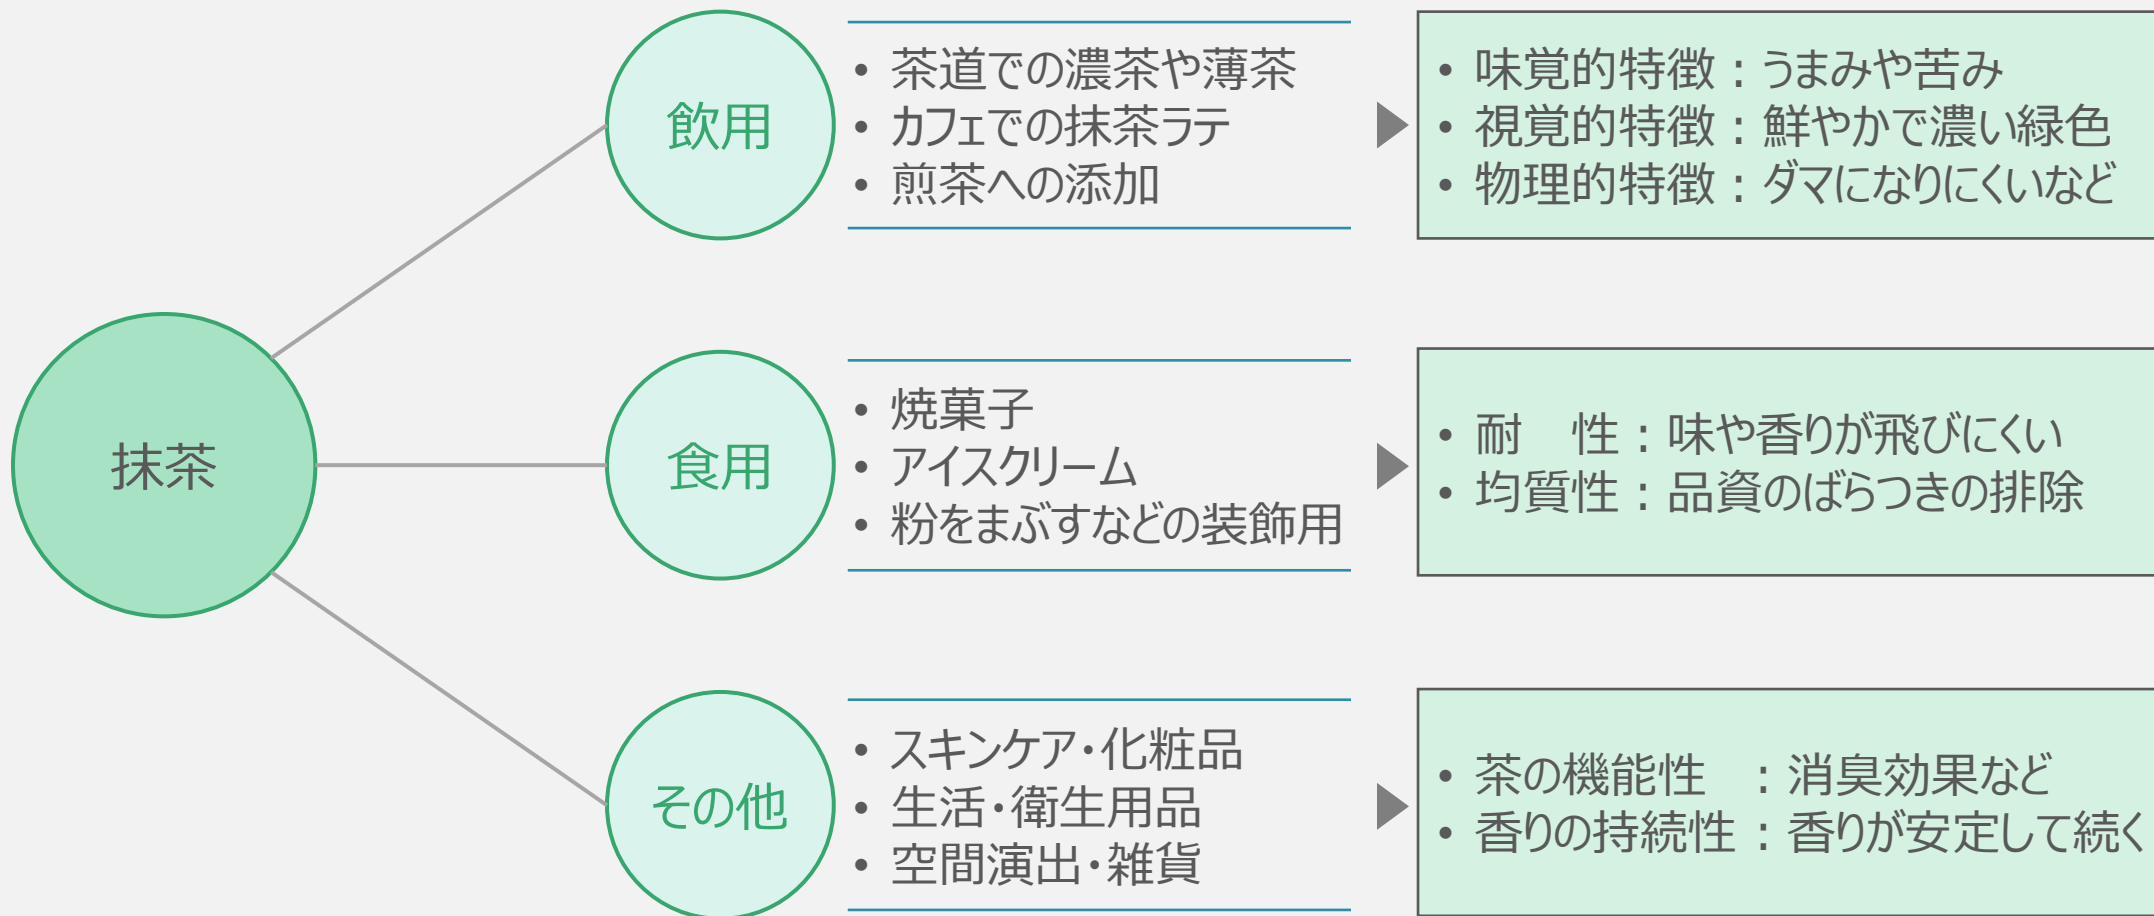 抹茶
飲用
• 茶道での濃茶や薄茶
• カフェでの抹茶ラテ
• 煎茶への添加
• 味覚的特徴：うまみや苦み
• 視覚的特徴：鮮やかで濃い緑色
• 物理的特徴：ダマになりにくいなど
食用
• 焼菓子
• アイスクリーム
• 粉をまぶすなどの装飾用
• 耐　性：味や香りが飛びにくい
• 均質性：品資のばらつきの排除
その他
• スキンケア・化粧品
• 生活・衛生用品
• 空間演出・雑貨
• 茶の機能性　：消臭効果など
• 香りの持続性：香りが安定して続く